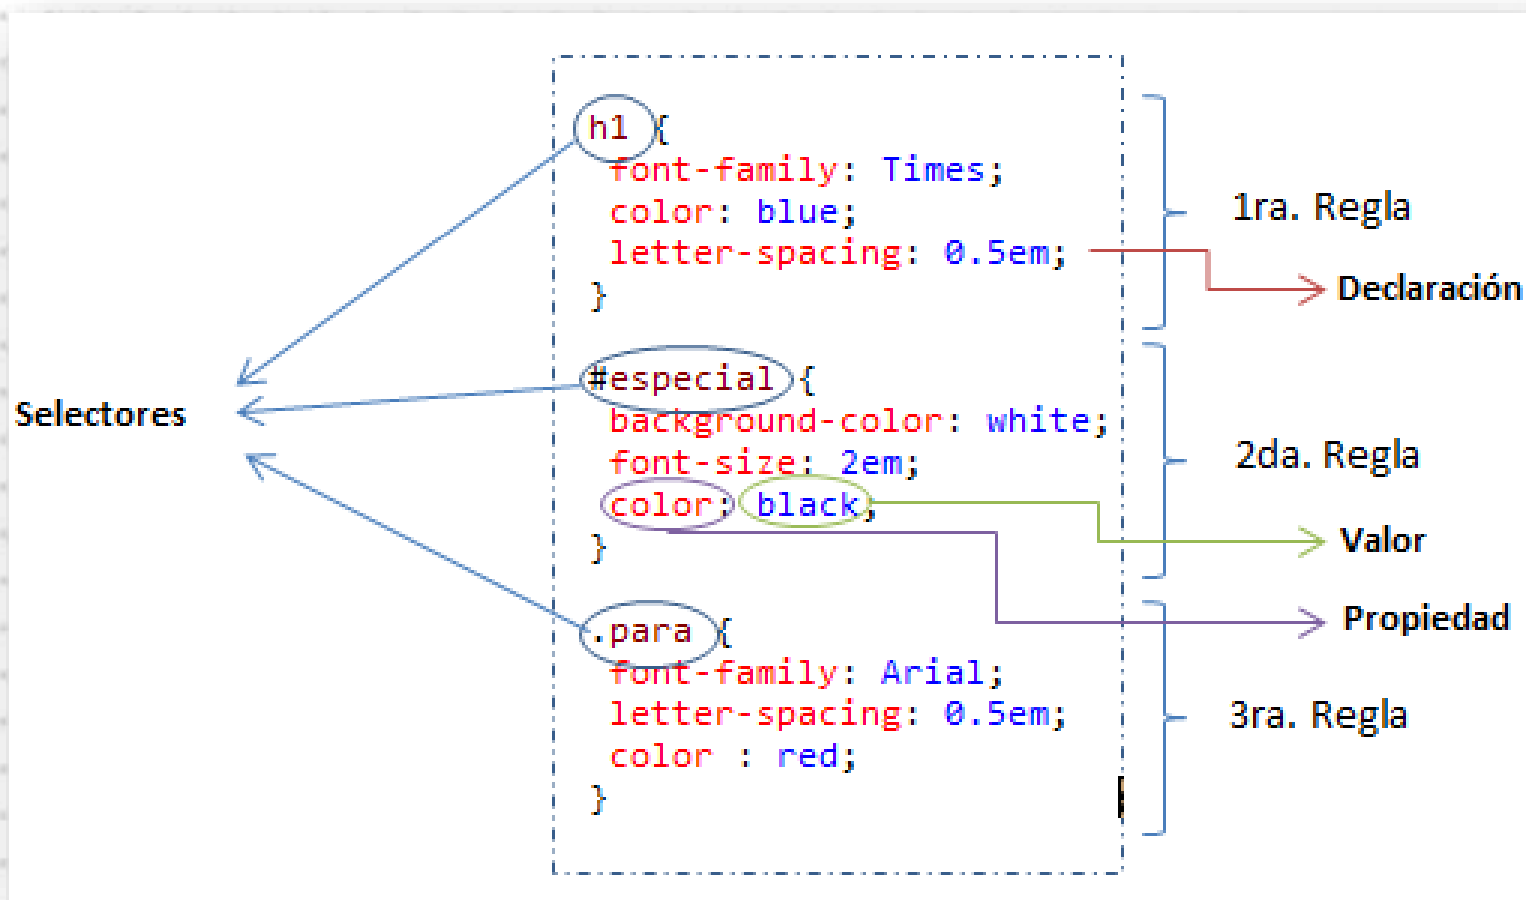 h1 {
font-family: Times;
color: blue;
letter-spacing: 0.5em;
}
1ra. Regla
Declaración
#especial {
background-color: white;
font-size: 2em;
color: black;
}
Selectores
2da. Regla
Valor
Propiedad
.para {
font-family: Arial;
letter-spacing: 0.5em;
color : red;
}
3ra. Regla